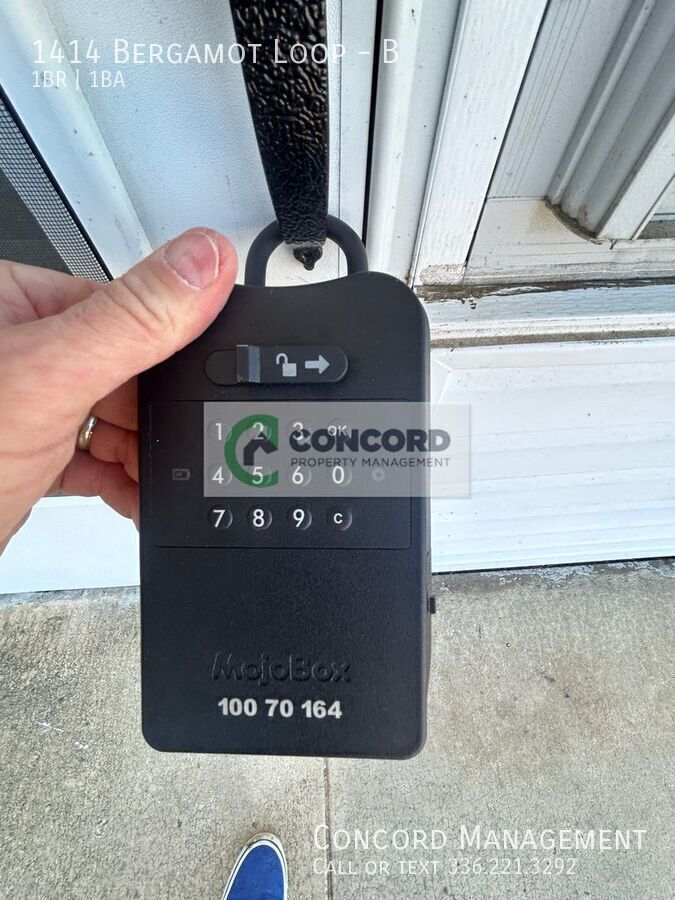 1414 Bergamot Loop - B
1BR | 1BA
1 2 3 OK
CONCORD
PROPERTY MANAGEMENT
4 5 6 0
7 8 9 C
MojoBox
100 70 164
Concord Management
Call or text 336.221.3292